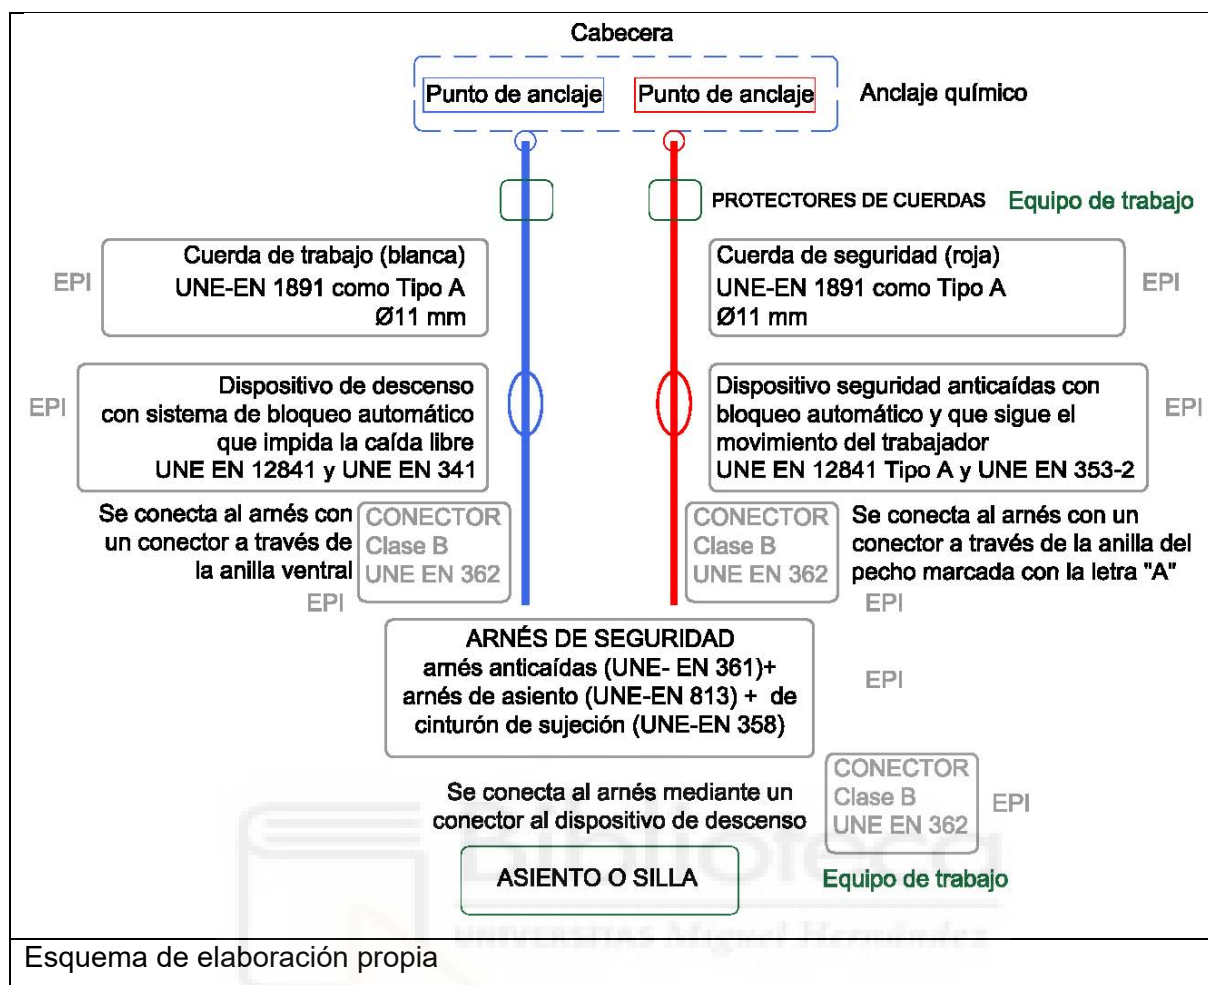 Cabecera
Punto de anclaje
Punto de anclaje
Anclaje químico
PROTECTORES DE CUERDAS
Equipo de trabajo
EPI
Cuerda de trabajo (blanca)
UNE-EN 1891 como Tipo A
Ø11 mm
Cuerda de seguridad (roja)
UNE-EN 1891 como Tipo A
Ø11 mm
EPI
EPI
Dispositivo de descenso
con sistema de bloqueo automático
que impida la caída libre
UNE EN 12841 y UNE EN 341
Dispositivo seguridad anticaídas con
bloqueo automático y que sigue el
movimiento del trabajador
UNE EN 12841 Tipo A y UNE EN 353-2
EPI
Se conecta al arnés con
un conector a través de
la anilla ventral
CONECTOR
Clase B
UNE EN 362
EPI
CONECTOR
Clase B
UNE EN 362
Se conecta al arnés con un
conector a través de la anilla del
pecho marcada con la letra "A"
EPI
ARNÉS DE SEGURIDAD
arnés anticaídas (UNE- EN 361)+
arnés de asiento (UNE-EN 813) + de
cinturón de sujeción (UNE-EN 358)
EPI
Se conecta al arnés mediante un
conector al dispositivo de descenso
CONECTOR
Clase B
UNE EN 362
EPI
ASIENTO O SILLA
Equipo de trabajo
Biblioteca
UNIVERSITAS Miguel Hernández
Esquema de elaboración propia